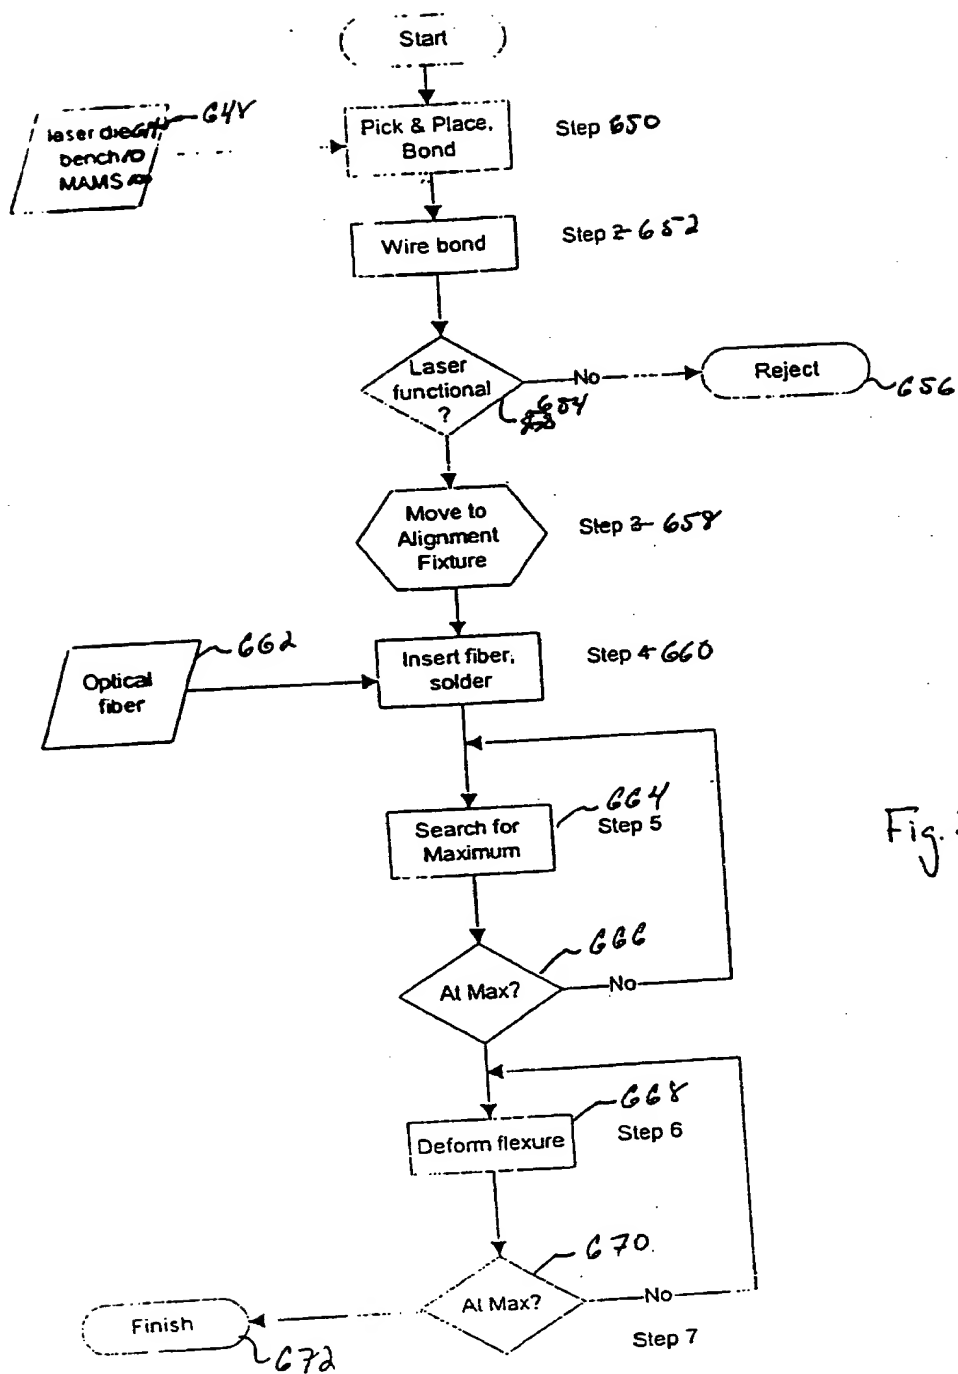 Start
648
laser die
bench 10
MAMS 100
Pick & Place,
Bond
Step 650
Wire bond
Step 2 652
Laser
functional
?
654
No
Reject
656
Move to
Alignment
Fixture
Step 3 658
662
Optical
fiber
Insert fiber,
solder
Step 4 660
Search for
Maximum
664
Step 5
Fig.
666
At Max?
No
668
Deform flexure
Step 6
670
At Max?
No
Step 7
Finish
672